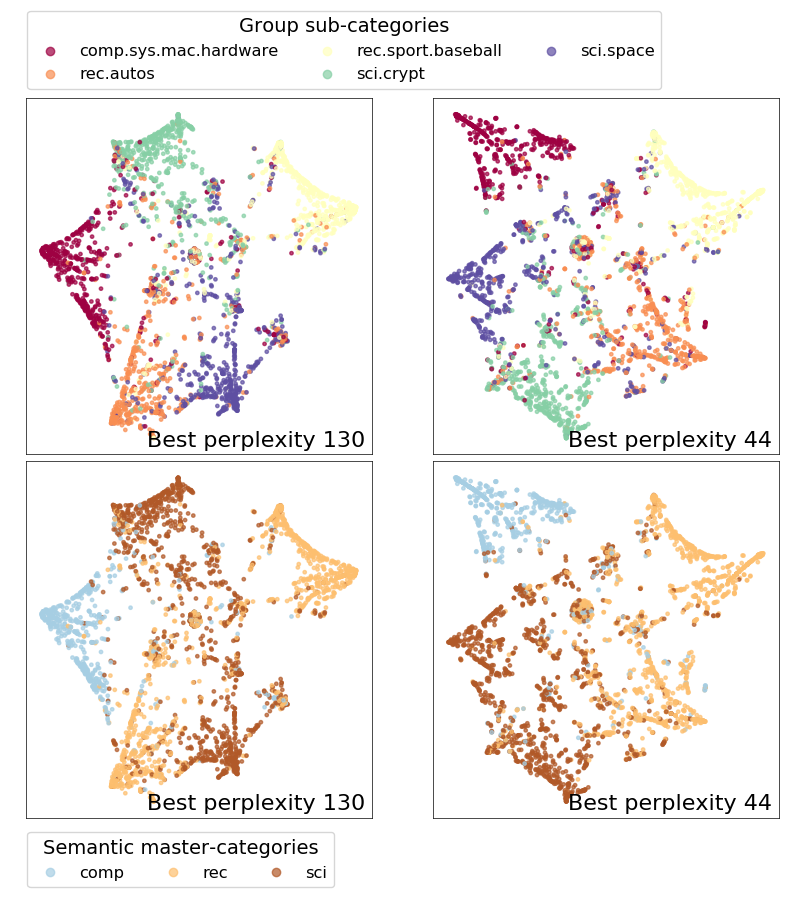 Group sub-categories
comp.sys.mac.hardware rec.sport.baseball sci.space
rec.autos sci.crypt
Best perplexity 130 Best perplexity 44
Best perplexity 130 Best perplexity 44
Semantic master-categories
comp rec sci